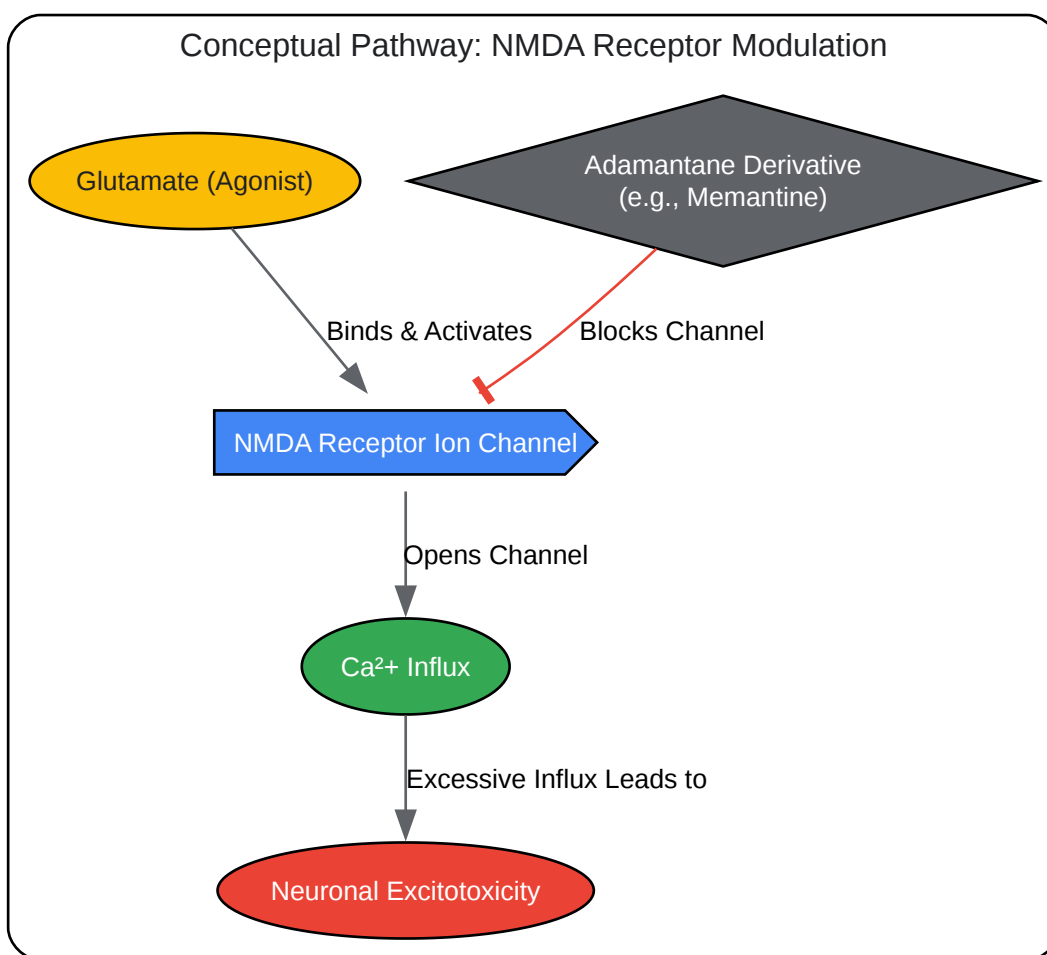 Conceptual Pathway: NMDA Receptor Modulation
Glutamate (Agonist)
Adamantane Derivative
(e.g., Memantine)
Binds & Activates
Blocks Channel
NMDA Receptor Ion Channel
Opens Channel
Ca²+ Influx
Excessive Influx Leads to
Neuronal Excitotoxicity